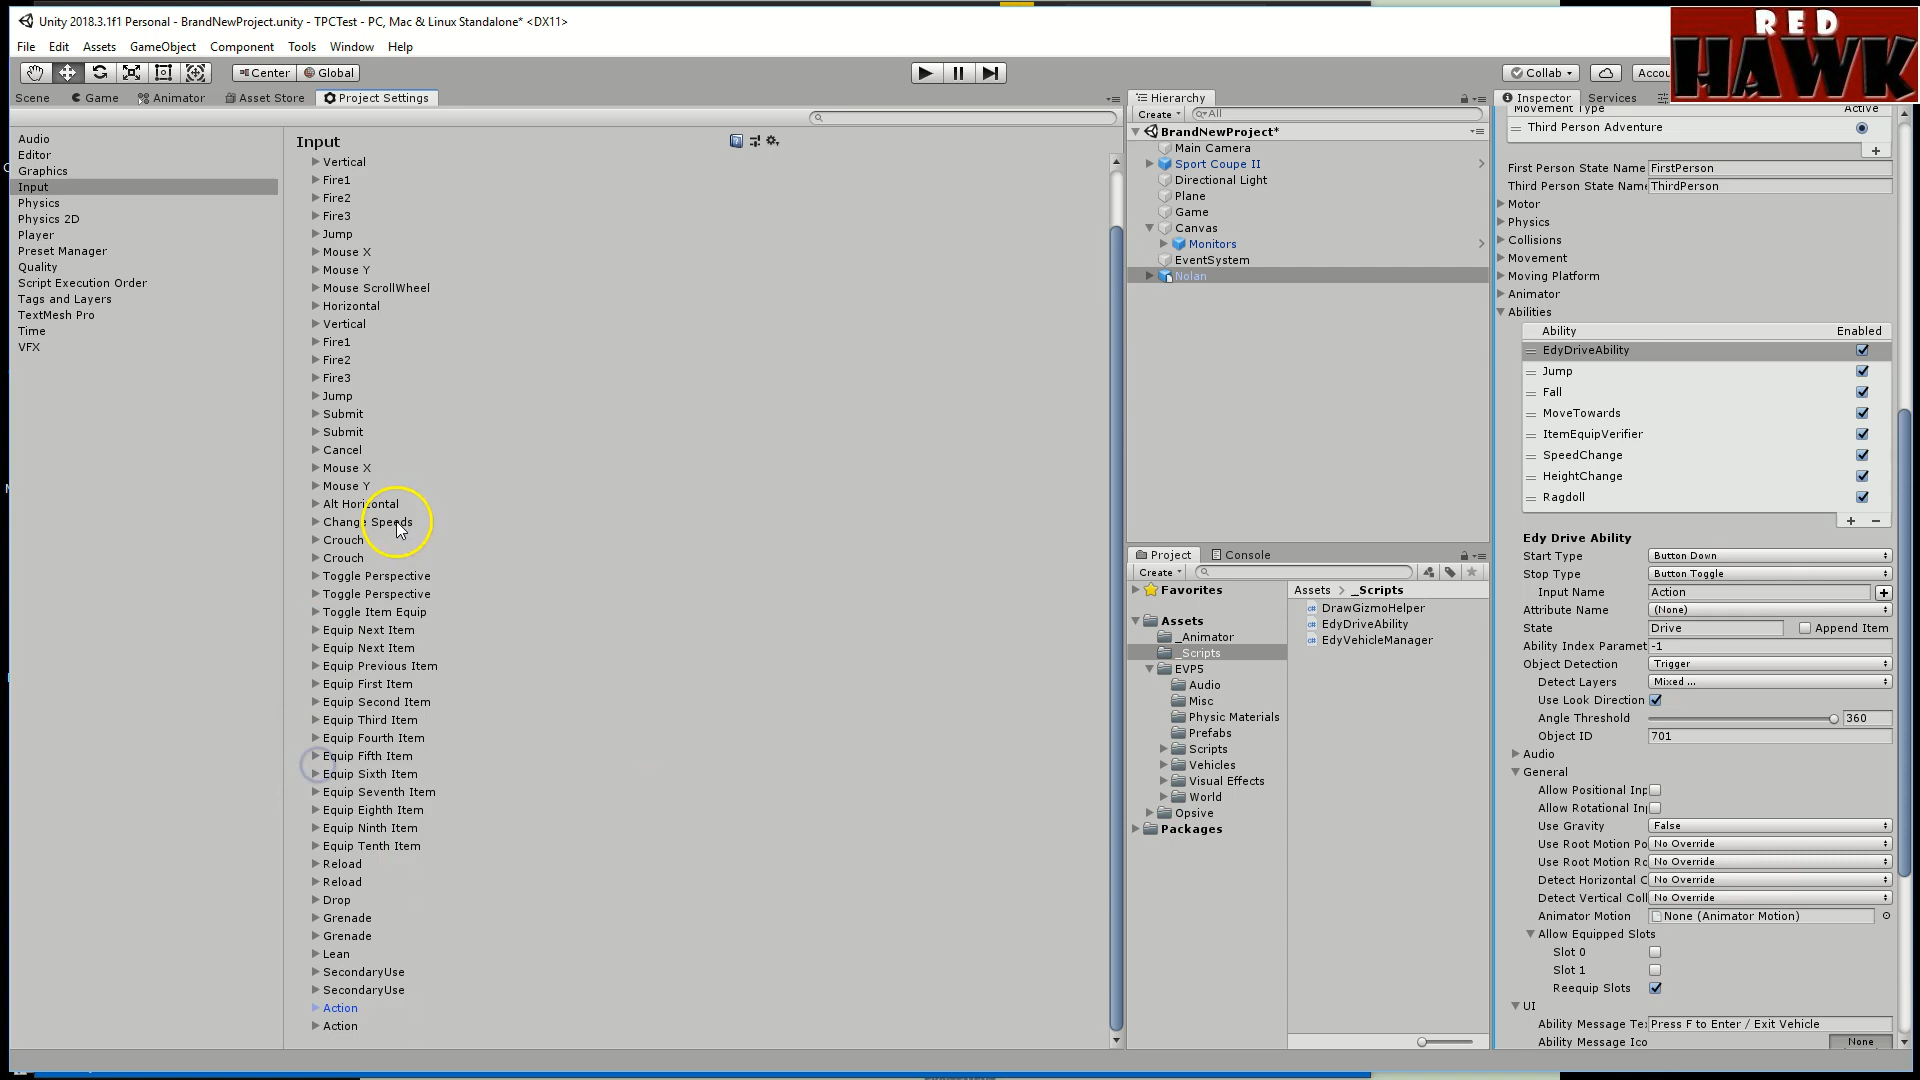 Unity 2018.3.1f1 Personal - BrandNewProject.unity - TPCTest - PC, Mac & Linux Standalone* <DX11>
RED
HAWK
File Edit Assets GameObject Component Tools Window Help
Center Global
Collab
Accou
Scene Game Animator Asset Store Project Settings
Audio
Editor
Graphics
Input
Physics
Physics 2D
Player
Preset Manager
Quality
Script Execution Order
Tags and Layers
TextMesh Pro
Time
VFX
Input
Vertical
Fire1
Fire2
Fire3
Jump
Mouse X
Mouse Y
Mouse ScrollWheel
Horizontal
Vertical
Fire1
Fire2
Fire3
Jump
Submit
Submit
Cancel
Mouse X
Mouse Y
Alt Horizontal
Change Speeds
Crouch
Crouch
Toggle Perspective
Toggle Perspective
Toggle Item Equip
Equip Next Item
Equip Next Item
Equip Previous Item
Equip First Item
Equip Second Item
Equip Third Item
Equip Fourth Item
Equip Fifth Item
Equip Sixth Item
Equip Seventh Item
Equip Eighth Item
Equip Ninth Item
Equip Tenth Item
Reload
Reload
Drop
Grenade
Grenade
Lean
SecondaryUse
SecondaryUse
Action
Action
Hierarchy
Create All
BrandNewProject*
Main Camera
Sport Coupe II
Directional Light
Plane
Game
Canvas
Monitors
EventSystem
Nolan
Project Console
Create
Favorites
Assets
_Animator
_Scripts
EVP5
Audio
Misc
Physic Materials
Prefabs
Scripts
Vehicles
Visual Effects
World
Opsive
Packages
Assets > _Scripts
DrawGizmoHelper
EdyDriveAbility
EdyVehicleManager
Inspector Services
Movement Type Active
Third Person Adventure
+
First Person State Name FirstPerson
Third Person State Nam ThirdPerson
Motor
Physics
Collisions
Movement
Moving Platform
Animator
Abilities
Ability Enabled
EdyDriveAbility
Jump
Fall
MoveTowards
ItemEquipVerifier
SpeedChange
HeightChange
Ragdoll
+ −
Edy Drive Ability
Start Type Button Down
Stop Type Button Toggle
Input Name Action +
Attribute Name (None)
State Drive Append Item
Ability Index Paramet -1
Object Detection Trigger
Detect Layers Mixed ...
Use Look Direction
Angle Threshold 360
Object ID 701
Audio
General
Allow Positional Inp
Allow Rotational In
Use Gravity False
Use Root Motion Po No Override
Use Root Motion Ro No Override
Detect Horizontal C No Override
Detect Vertical Coll No Override
Animator Motion None (Animator Motion)
Allow Equipped Slots
Slot 0
Slot 1
Reequip Slots
UI
Ability Message Te Press F to Enter / Exit Vehicle
Ability Message Ico None